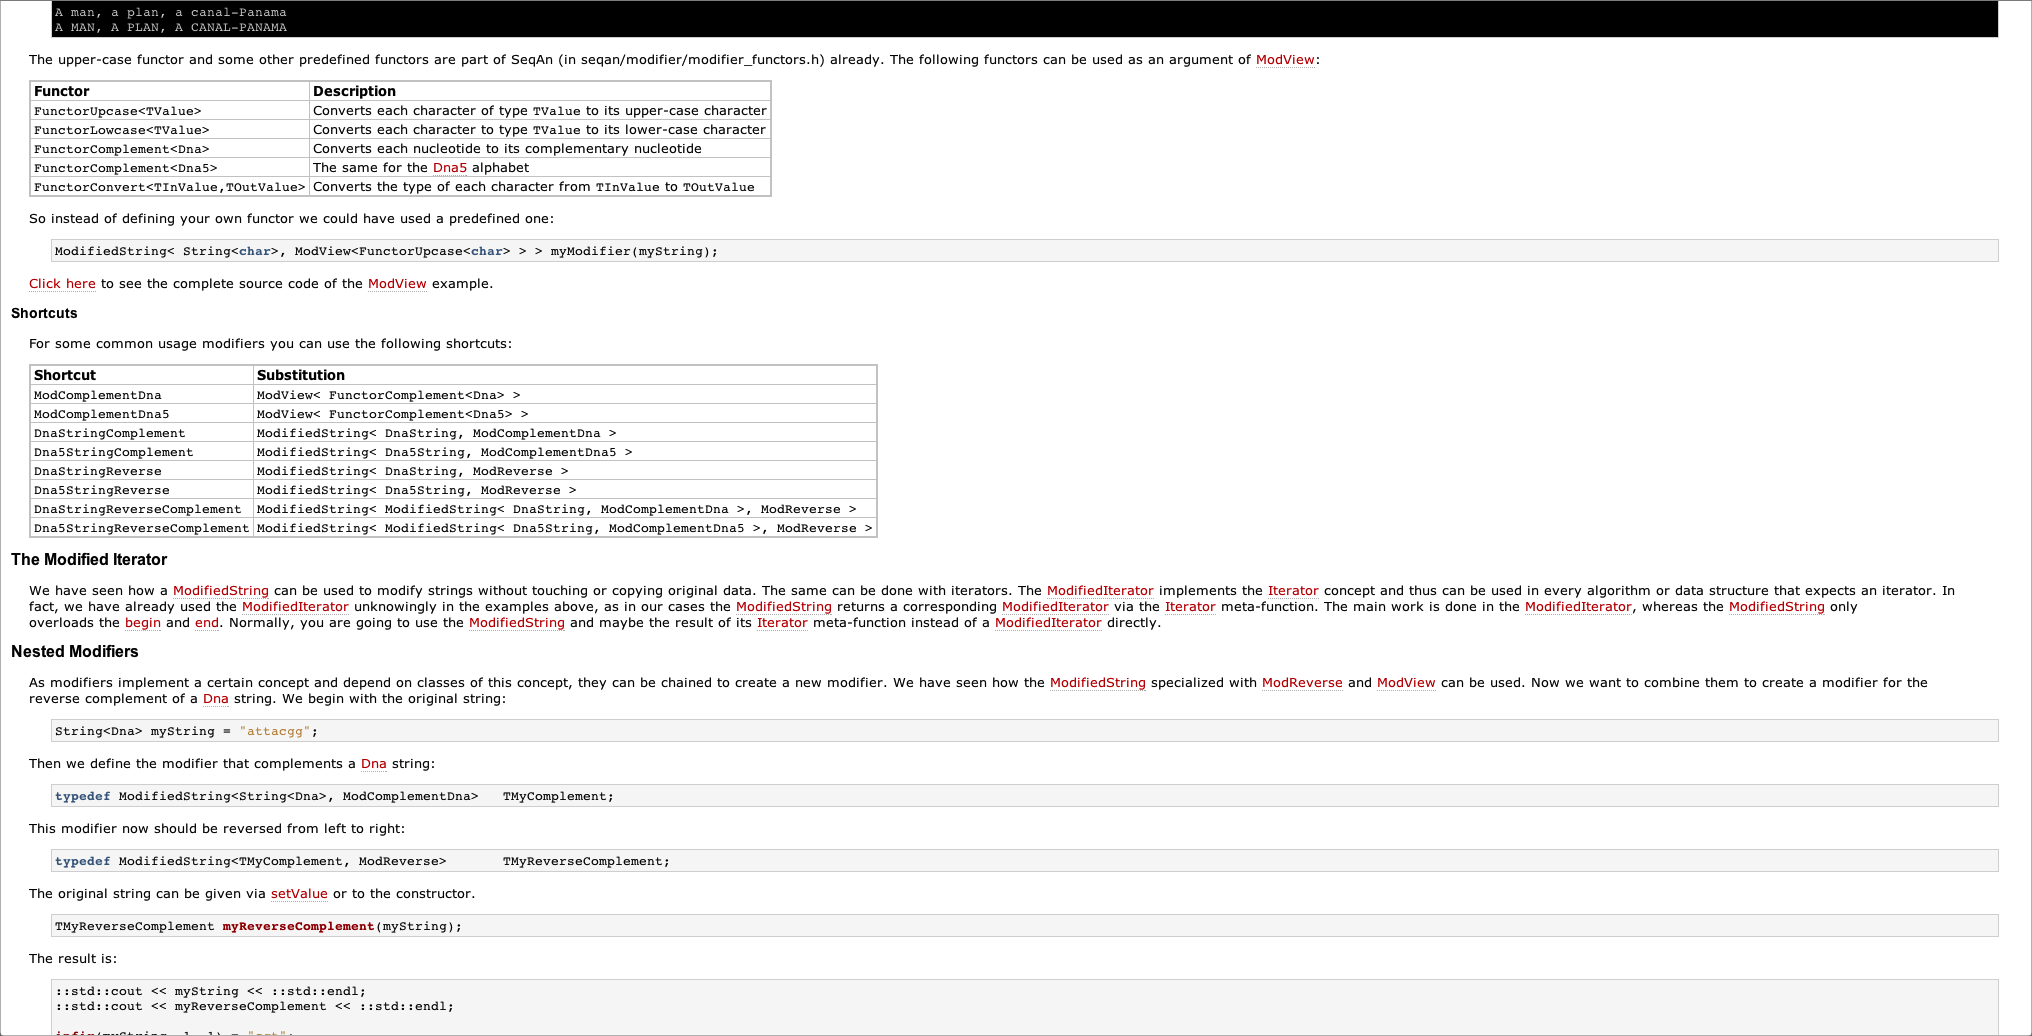 A man, a plan, a canal-Panama
A MAN, A PLAN, A CANAL-PANAMA
The upper-case functor and some other predefined functors are part of SeqAn (in seqan/modifier/modifier_functors.h) already. The following functors can be used as an argument of ModView:
Functor Description
FunctorUpcase<TValue> Converts each character of type TValue to its upper-case character
FunctorLowcase<TValue> Converts each character to type TValue to its lower-case character
FunctorComplement<Dna> Converts each nucleotide to its complementary nucleotide
FunctorComplement<Dna5> The same for the Dna5 alphabet
FunctorConvert<TInValue,TOutValue> Converts the type of each character from TInValue to TOutValue
So instead of defining your own functor we could have used a predefined one:
ModifiedString< String<char>, ModView<FunctorUpcase<char> > > myModifier(myString);
Click here to see the complete source code of the ModView example.
Shortcuts
For some common usage modifiers you can use the following shortcuts:
Shortcut Substitution
ModComplementDna ModView< FunctorComplement<Dna> >
ModComplementDna5 ModView< FunctorComplement<Dna5> >
DnaStringComplement ModifiedString< DnaString, ModComplementDna >
Dna5StringComplement ModifiedString< Dna5String, ModComplementDna5 >
DnaStringReverse ModifiedString< DnaString, ModReverse >
Dna5StringReverse ModifiedString< Dna5String, ModReverse >
DnaStringReverseComplement ModifiedString< ModifiedString< DnaString, ModComplementDna >, ModReverse >
Dna5StringReverseComplement ModifiedString< ModifiedString< Dna5String, ModComplementDna5 >, ModReverse >
The Modified Iterator
We have seen how a ModifiedString can be used to modify strings without touching or copying original data. The same can be done with iterators. The ModifiedIterator implements the Iterator concept and thus can be used in every algorithm or data structure that expects an iterator. In
fact, we have already used the ModifiedIterator unknowingly in the examples above, as in our cases the ModifiedString returns a corresponding ModifiedIterator via the Iterator meta-function. The main work is done in the ModifiedIterator, whereas the ModifiedString only
overloads the begin and end. Normally, you are going to use the ModifiedString and maybe the result of its Iterator meta-function instead of a ModifiedIterator directly.
Nested Modifiers
As modifiers implement a certain concept and depend on classes of this concept, they can be chained to create a new modifier. We have seen how the ModifiedString specialized with ModReverse and ModView can be used. Now we want to combine them to create a modifier for the
reverse complement of a Dna string. We begin with the original string:
String<Dna> myString = "attacgg";
Then we define the modifier that complements a Dna string:
typedef ModifiedString<String<Dna>, ModComplementDna>   TMyComplement;
This modifier now should be reversed from left to right:
typedef ModifiedString<TMyComplement, ModReverse>       TMyReverseComplement;
The original string can be given via setValue or to the constructor.
TMyReverseComplement myReverseComplement(myString);
The result is:
::std::cout << myString << ::std::endl;
::std::cout << myReverseComplement << ::std::endl;